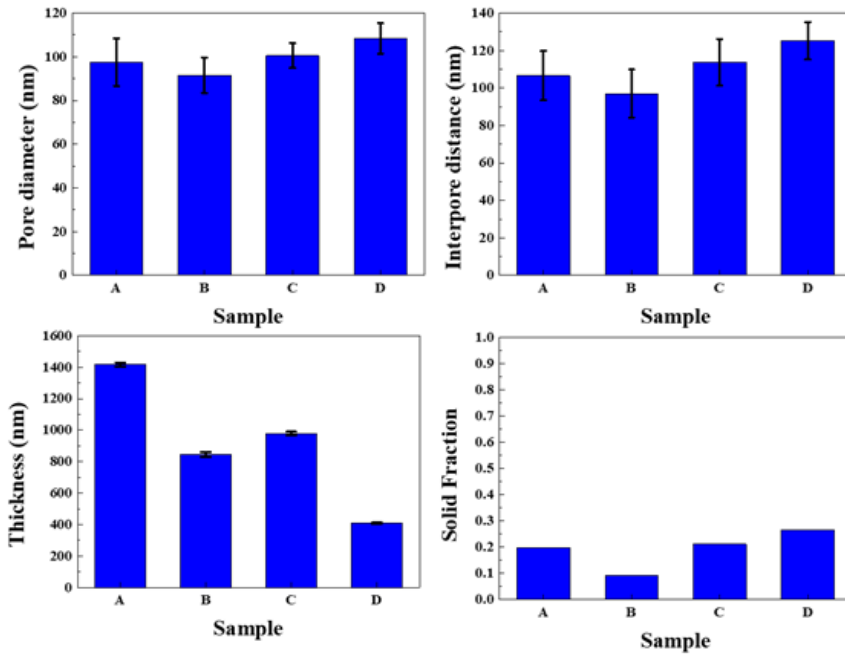 Pore diameter (nm)
120
100
80
60
40
20
0
A B C D
Sample
Interpore distance (nm)
140
120
100
80
60
40
20
0
A B C D
Sample
Thickness (nm)
1600
1400
1200
1000
800
600
400
200
0
A B C D
Sample
Solid Fraction
1.0
0.9
0.8
0.7
0.6
0.5
0.4
0.3
0.2
0.1
0.0
A B C D
Sample